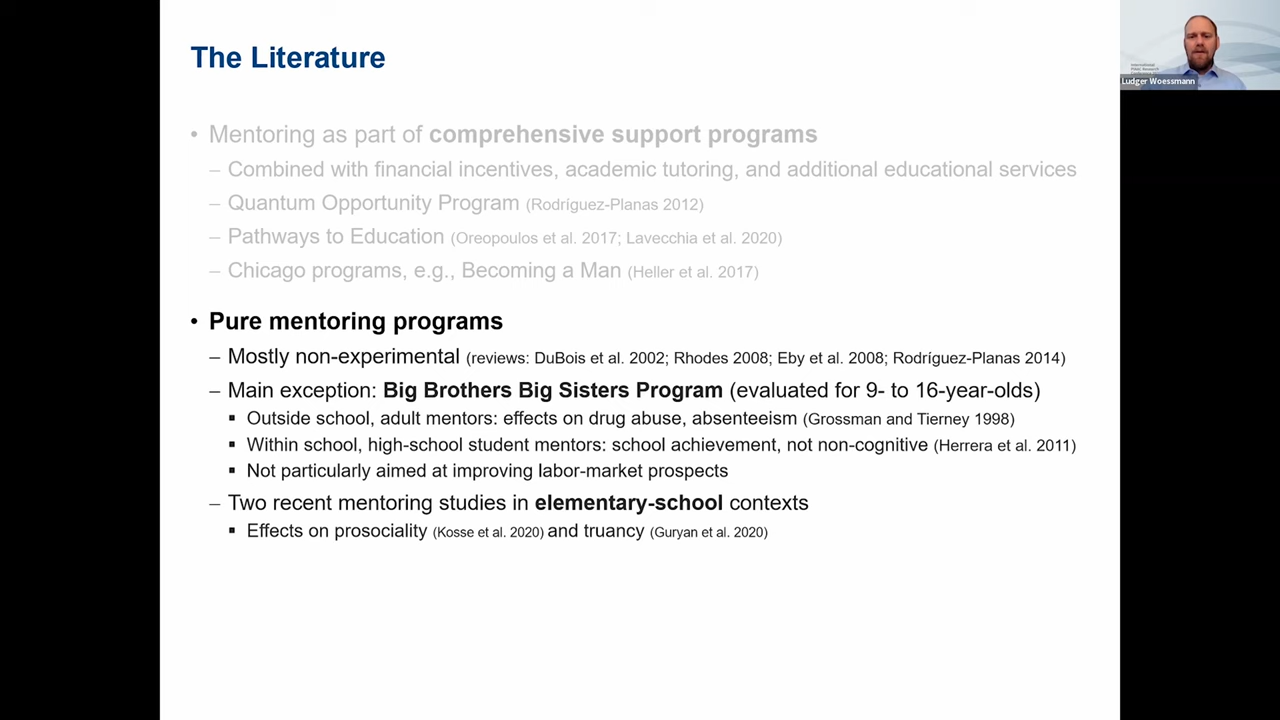 The Literature
• Mentoring as part of comprehensive support programs
– Combined with financial incentives, academic tutoring, and additional educational services
– Quantum Opportunity Program (Rodríguez-Planas 2012)
– Pathways to Education (Oreopoulos et al. 2017; Lavecchia et al. 2020)
– Chicago programs, e.g., Becoming a Man (Heller et al. 2017)
• Pure mentoring programs
– Mostly non-experimental (reviews: DuBois et al. 2002; Rhodes 2008; Eby et al. 2008; Rodríguez-Planas 2014)
– Main exception: Big Brothers Big Sisters Program (evaluated for 9- to 16-year-olds)
▪ Outside school, adult mentors: effects on drug abuse, absenteeism (Grossman and Tierney 1998)
▪ Within school, high-school student mentors: school achievement, not non-cognitive (Herrera et al. 2011)
▪ Not particularly aimed at improving labor-market prospects
– Two recent mentoring studies in elementary-school contexts
▪ Effects on prosociality (Kosse et al. 2020) and truancy (Guryan et al. 2020)
Ludger Woessmann